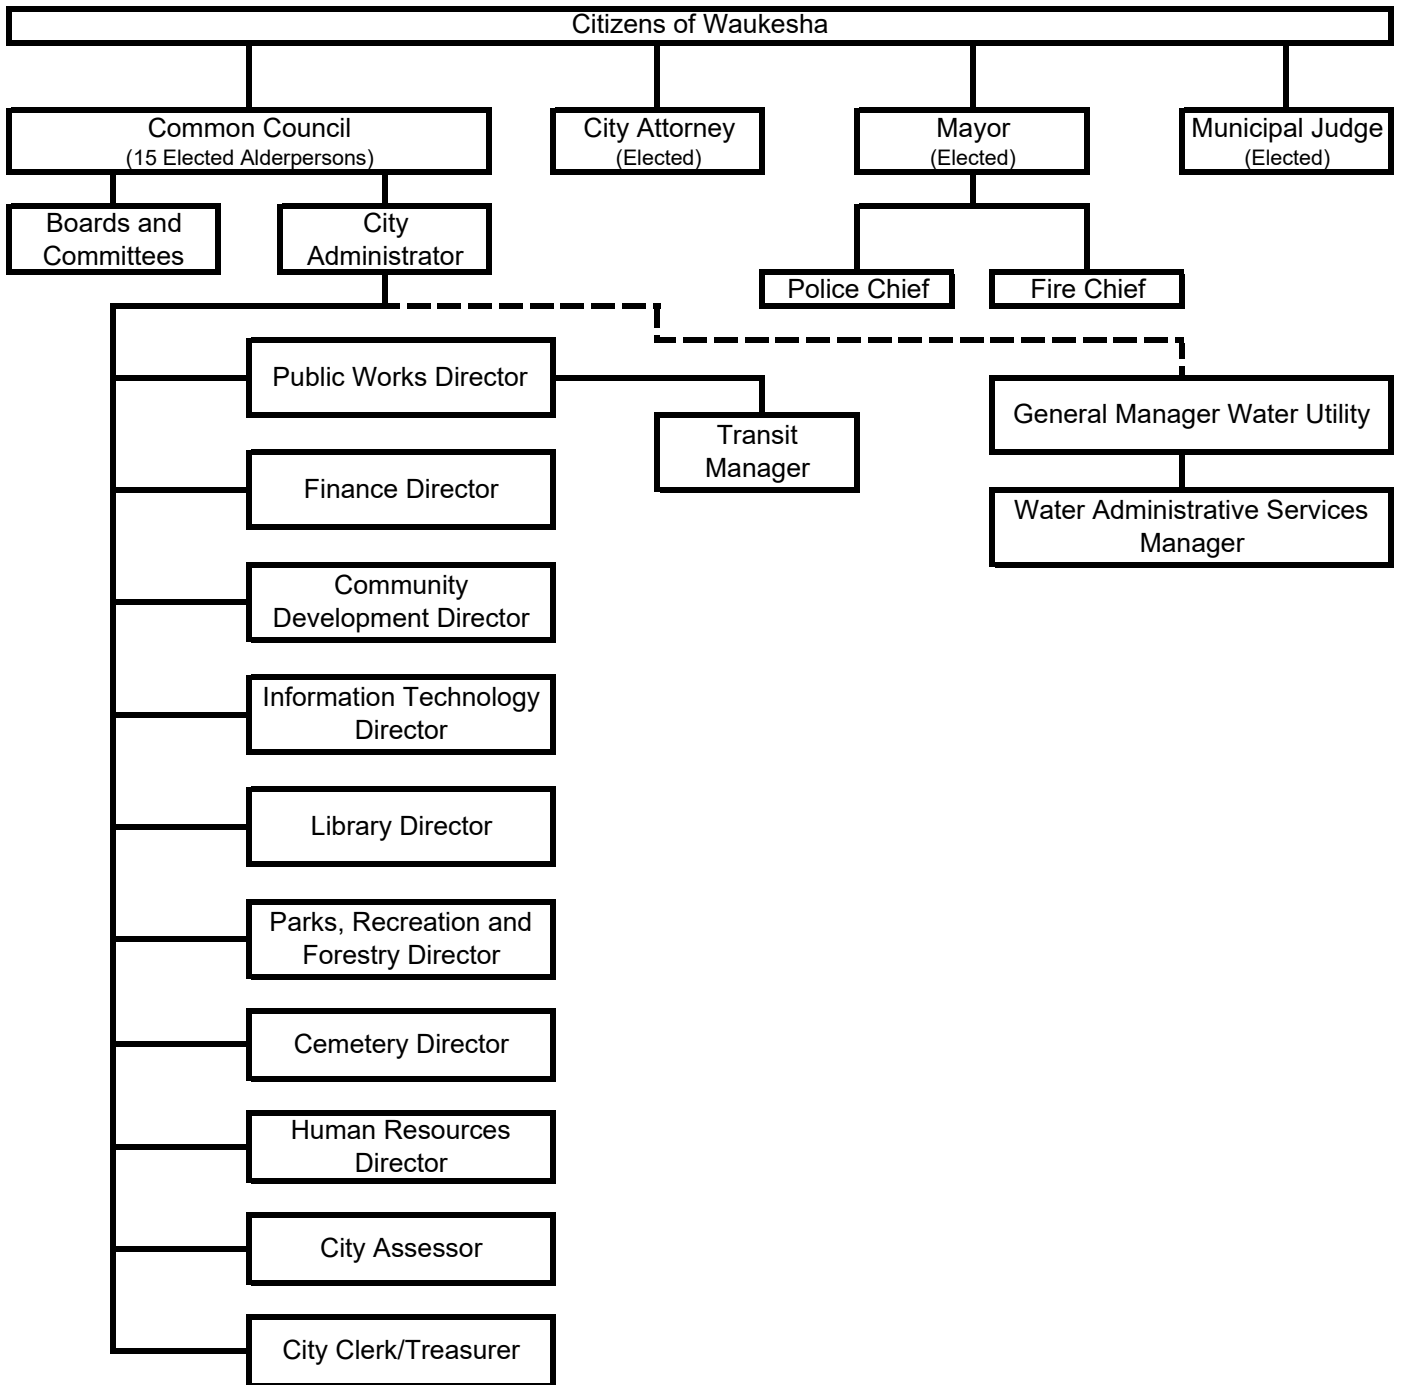 Citizens of Waukesha
Common Council
(15 Elected Alderpersons)
City Attorney
(Elected)
Mayor
(Elected)
Municipal Judge
(Elected)
Boards and
Committees
City
Administrator
Police Chief
Fire Chief
Public Works Director
Transit
Manager
General Manager Water Utility
Water Administrative Services
Manager
Finance Director
Community
Development Director
Information Technology
Director
Library Director
Parks, Recreation and
Forestry Director
Cemetery Director
Human Resources
Director
City Assessor
City Clerk/Treasurer